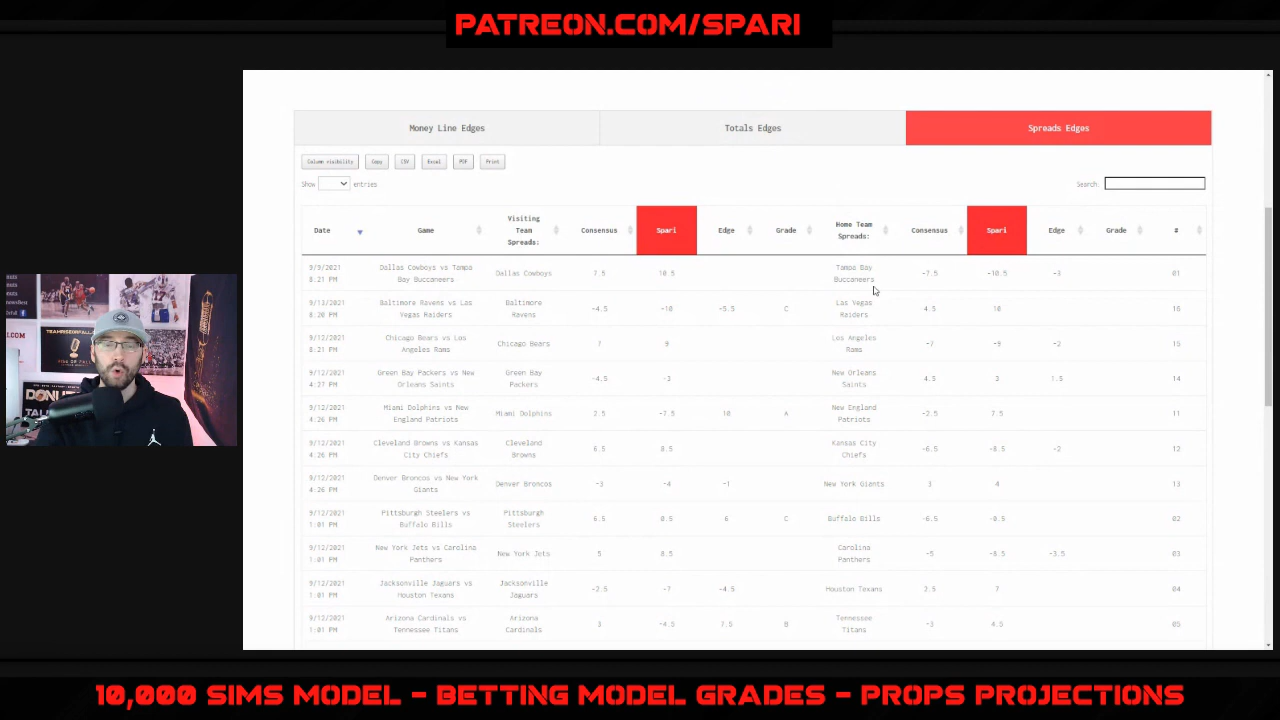 PATREON.COM/SPARI
Money Line Edges
Totals Edges
Spreads Edges
Column visibility Copy CSV Excel PDF Print
Show entries
Search:
Date Game Visiting Team Spreads: Consensus Spari Edge Grade Home Team Spreads: Consensus Spari Edge Grade #
9/9/2021 8:21 PM Dallas Cowboys vs Tampa Bay Buccaneers Dallas Cowboys 7.5 10.5 Tampa Bay Buccaneers -7.5 -10.5 -3 01
9/13/2021 8:20 PM Baltimore Ravens vs Las Vegas Raiders Baltimore Ravens -4.5 -10 -5.5 C Las Vegas Raiders 4.5 10 16
9/12/2021 8:21 PM Chicago Bears vs Los Angeles Rams Chicago Bears 7 9 Los Angeles Rams -7 -9 -2 15
9/12/2021 4:27 PM Green Bay Packers vs New Orleans Saints Green Bay Packers -4.5 -3 New Orleans Saints 4.5 3 1.5 14
9/12/2021 4:26 PM Miami Dolphins vs New England Patriots Miami Dolphins 2.5 -7.5 10 A New England Patriots -2.5 7.5 11
9/12/2021 4:26 PM Cleveland Browns vs Kansas City Chiefs Cleveland Browns 6.5 8.5 Kansas City Chiefs -6.5 -8.5 -2 12
9/12/2021 4:26 PM Denver Broncos vs New York Giants Denver Broncos -3 -4 -1 New York Giants 3 4 13
9/12/2021 1:01 PM Pittsburgh Steelers vs Buffalo Bills Pittsburgh Steelers 6.5 0.5 6 C Buffalo Bills -6.5 -0.5 02
9/12/2021 1:01 PM New York Jets vs Carolina Panthers New York Jets 5 8.5 Carolina Panthers -5 -8.5 -3.5 03
9/12/2021 1:01 PM Jacksonville Jaguars vs Houston Texans Jacksonville Jaguars -2.5 -7 -4.5 Houston Texans 2.5 7 04
9/12/2021 1:01 PM Arizona Cardinals vs Tennessee Titans Arizona Cardinals 3 -4.5 7.5 B Tennessee Titans -3 4.5 05
10,000 SIMS MODEL - BETTING MODEL GRADES - PROPS PROJECTIONS